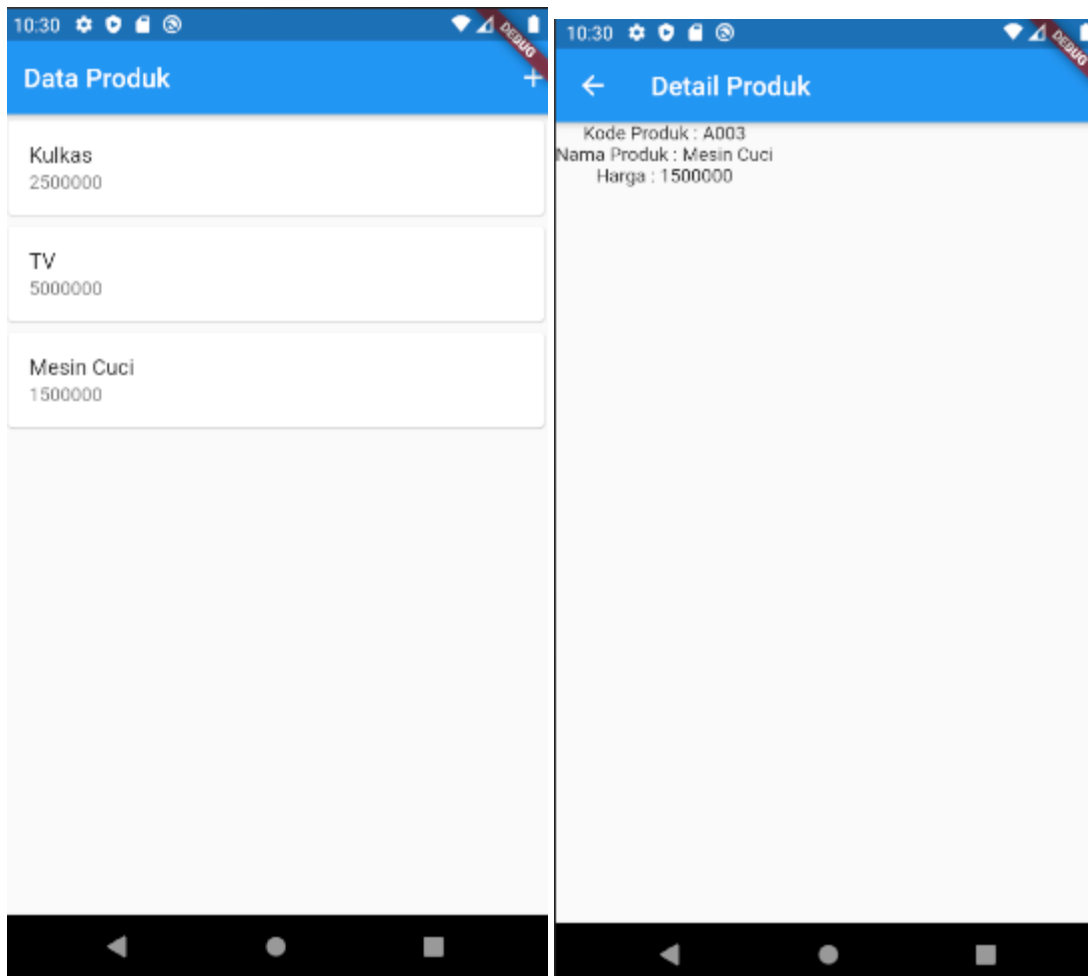 10:30
DEBUG
Data Produk
Kulkas
2500000
TV
5000000
Mesin Cuci
1500000
10:30
DEBUG
Detail Produk
Kode Produk : A003
Nama Produk : Mesin Cuci
Harga : 1500000